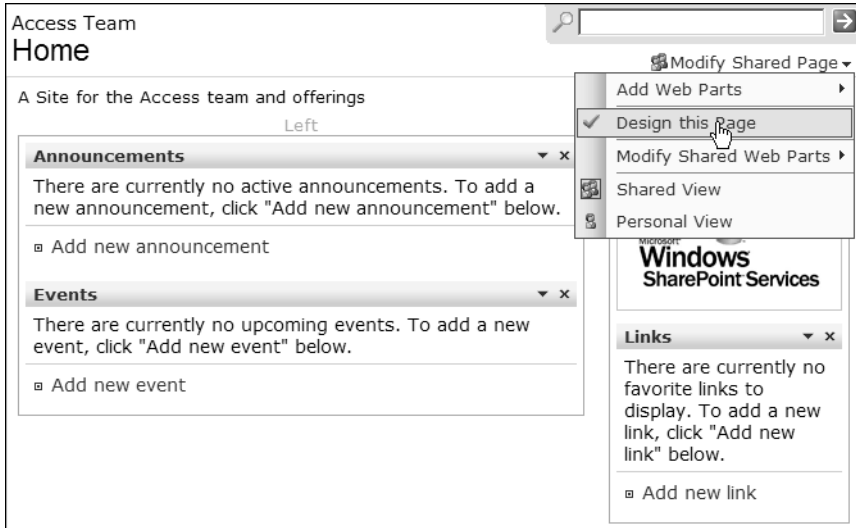 Access Team
Home
Modify Shared Page
A Site for the Access team and offerings
Add Web Parts
Design this Page
Modify Shared Web Parts
Shared View
Personal View
Left
Announcements
There are currently no active announcements. To add a
new announcement, click "Add new announcement" below.
Add new announcement
Events
There are currently no upcoming events. To add a new
event, click "Add new event" below.
Add new event
Microsoft
Windows
SharePoint Services
Links
There are currently no
favorite links to
display. To add a new
link, click "Add new
link" below.
Add new link